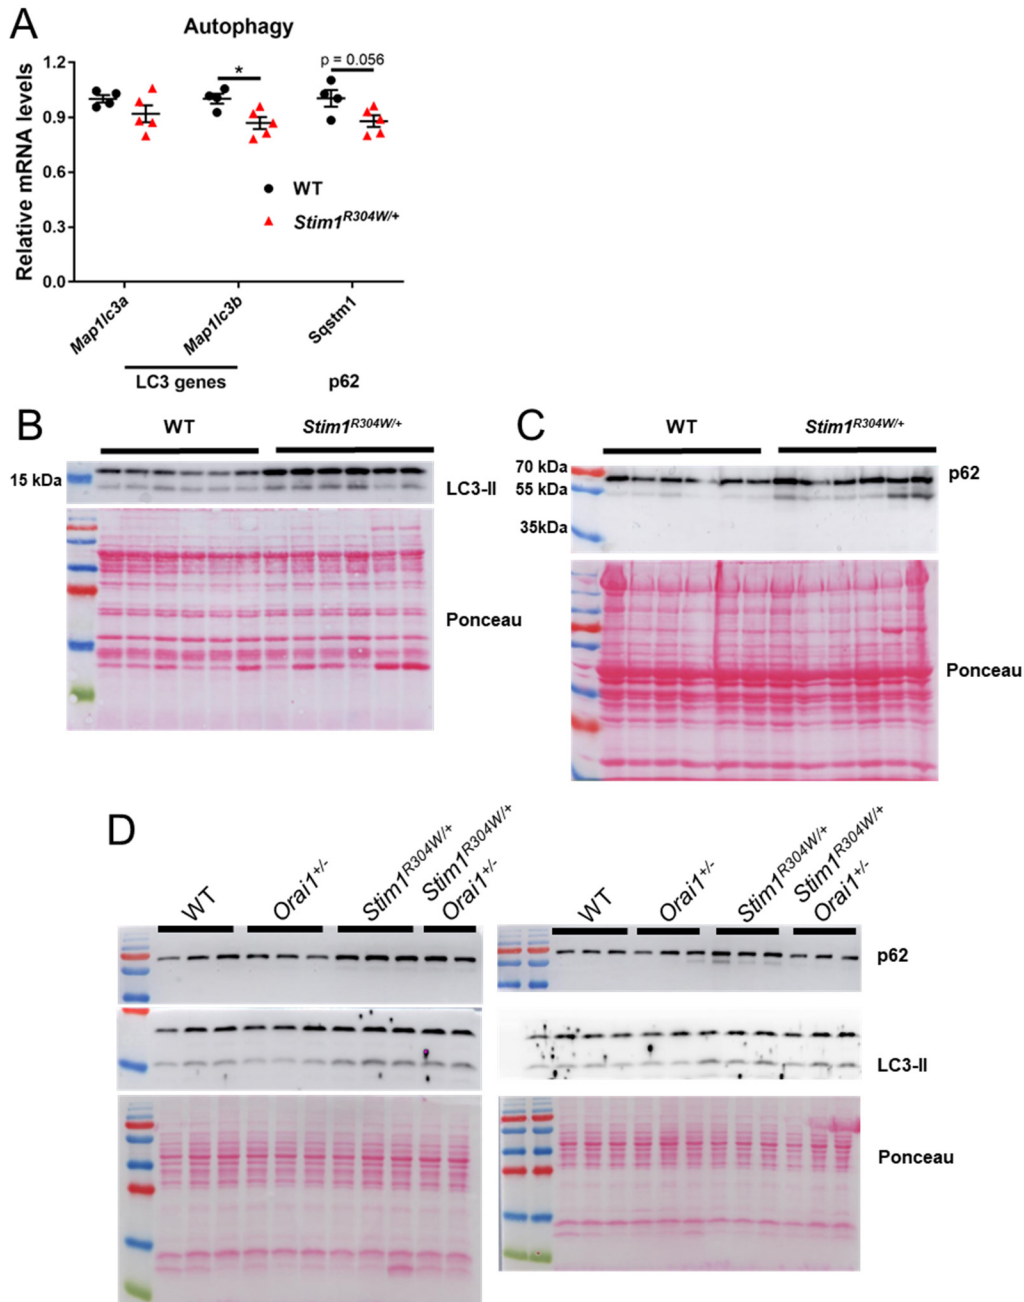 A
Autophagy
Relative mRNA levels
1.2
0.9
0.6
0.3
0.0
*
p = 0.056
WT
Stim1R304W/+
Map1lc3a
Map1lc3b
Sqstm1
LC3 genes
p62
B
WT
Stim1R304W/+
15 kDa
LC3-II
Ponceau
C
WT
Stim1R304W/+
70 kDa
55 kDa
35kDa
p62
Ponceau
D
WT
Orai1+/-
Stim1R304W/+
Stim1R304W/+
Orai1+/-
WT
Orai1+/-
Stim1R304W/+
Stim1R304W/+
Orai1+/-
p62
LC3-II
Ponceau